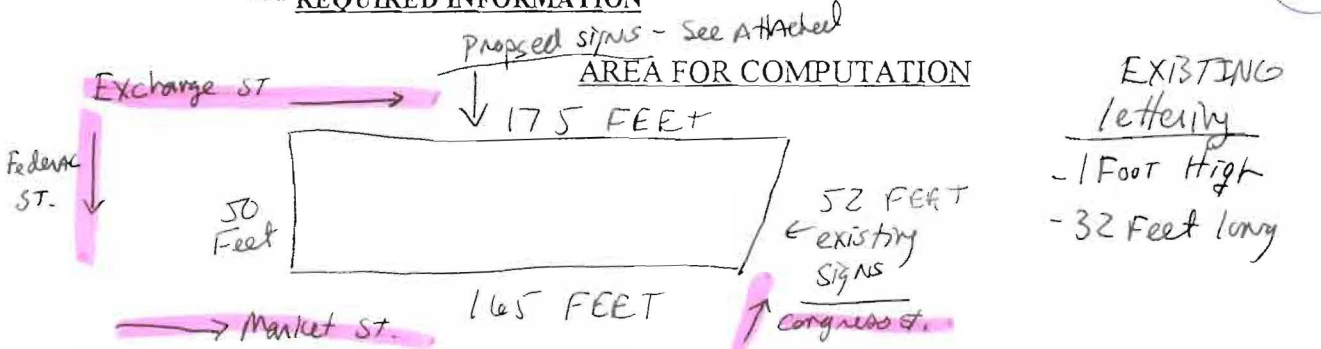 REQUIRED INFORMATION
Propsed signs - See Attached
AREA FOR COMPUTATION
Exchange ST
175 FEET
Federal
ST.
50
Feet
52 FEET
existing
signs
165 FEET
Market St.
Congress St.
EXISTING
lettering
- 1 FOOT High
- 32 Feet long